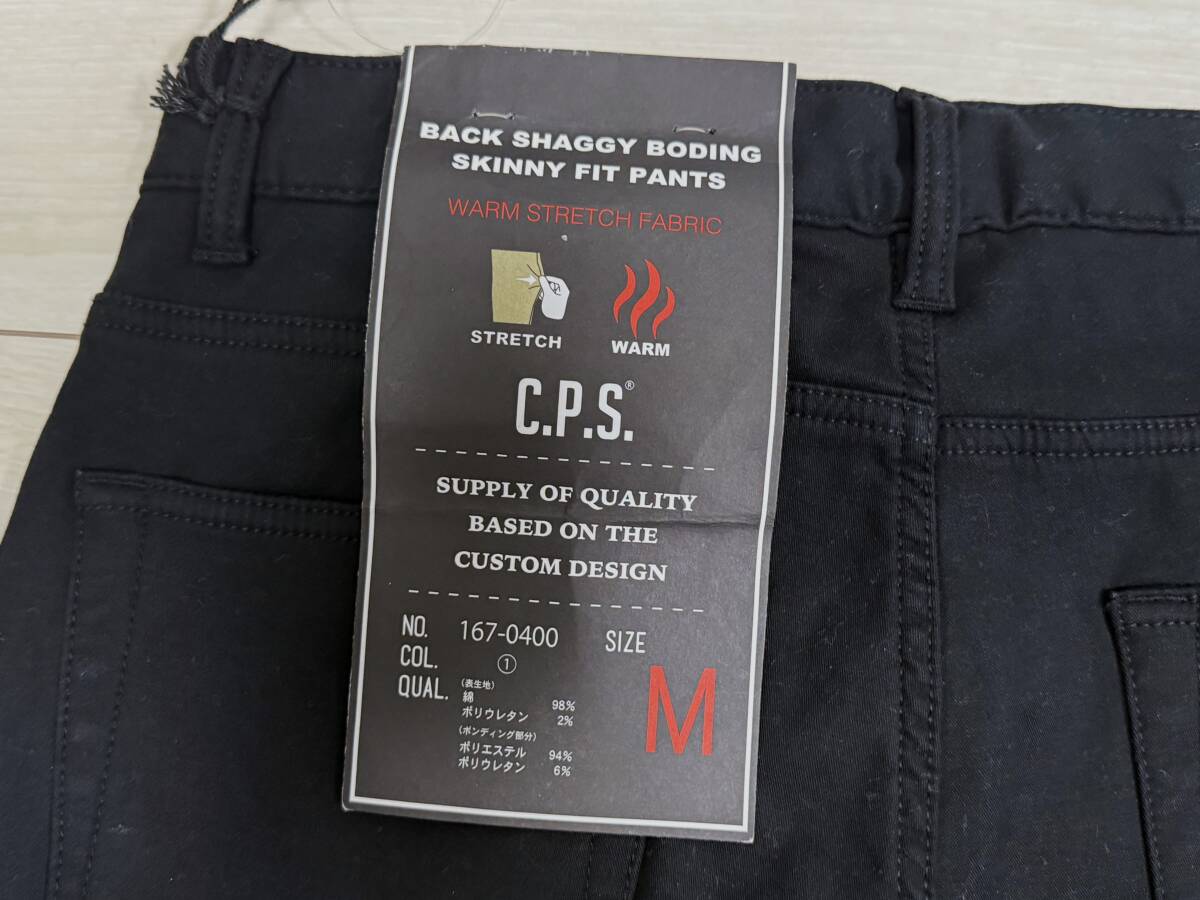 BACK SHAGGY BODING
SKINNY FIT PANTS
WARM STRETCH FABRIC
STRETCH
WARM
C.P.S.®
SUPPLY OF QUALITY
BASED ON THE
CUSTOM DESIGN
NO. 167-0400 SIZE
COL. ①
M
QUAL. (表生地)
綿 98%
ポリウレタン 2%
(ボンディング部分)
ポリエステル 94%
ポリウレタン 6%